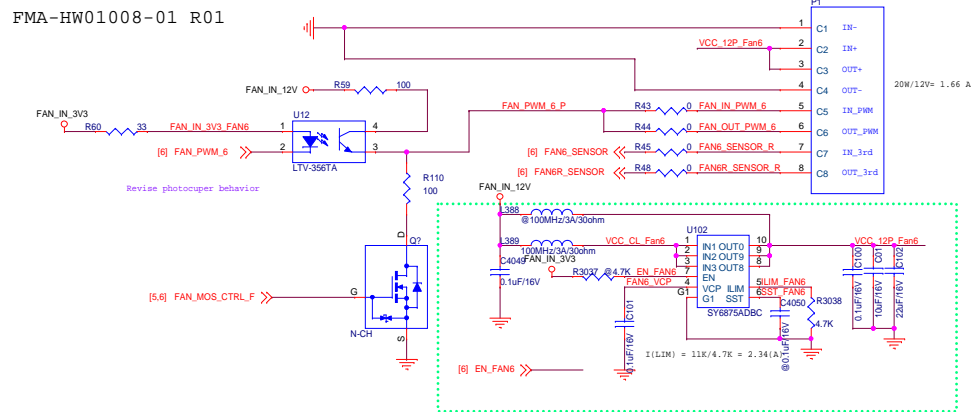 FMA-HW01008-01 R01
P1
1 C1 IN-
VCC_12P_Fan6 2 C2 IN+
3 C3 OUT+
4 C4 OUT-
20W/12V= 1.66 A
FAN_IN_12V R59 100
FAN_IN_3V3
R60 33 FAN_IN_3V3_FAN6 1 U12 4
[6] FAN_PWM_6 2 3
LTV-356TA
FAN_PWM_6_P R43 0 FAN_IN_PWM_6 5 C5 IN_PWM
R44 0 FAN_OUT_PWM_6 6 C6 OUT_PWM
[6] FAN6_SENSOR R45 0 FAN6_SENSOR_R 7 C7 IN_3rd
[6] FAN6R_SENSOR R48 0 FAN6R_SENSOR_R 8 C8 OUT_3rd
Revise photocuper behavior
R110
100
FAN_IN_12V
L388
@100MHz/3A/30ohm
L389
100MHz/3A/30ohm
VCC_CL_Fan6
U102
1 IN1 OUT0 10
2 IN2 OUT9 9
3 IN3 OUT8 8
7 EN
4 VCP ILIM 5 ILIM_FAN6
G1 G1 SST 6 SST_FAN6
SY6875ADBC
VCC_12P_Fan6
C4049
0.1uF/16V
FAN_IN_3V3
R3037 @4.7K EN_FAN6
FAN6_VCP
C101
0.1uF/16V
C4050
@0.1uF/16V
R3038
4.7K
C100
0.1uF/16V
C01
10uF/16V
C102
22uF/16V
I(LIM) = 11K/4.7K = 2.34(A)
[6] EN_FAN6
D Q?
[5,6] FAN_MOS_CTRL_F G
N-CH S